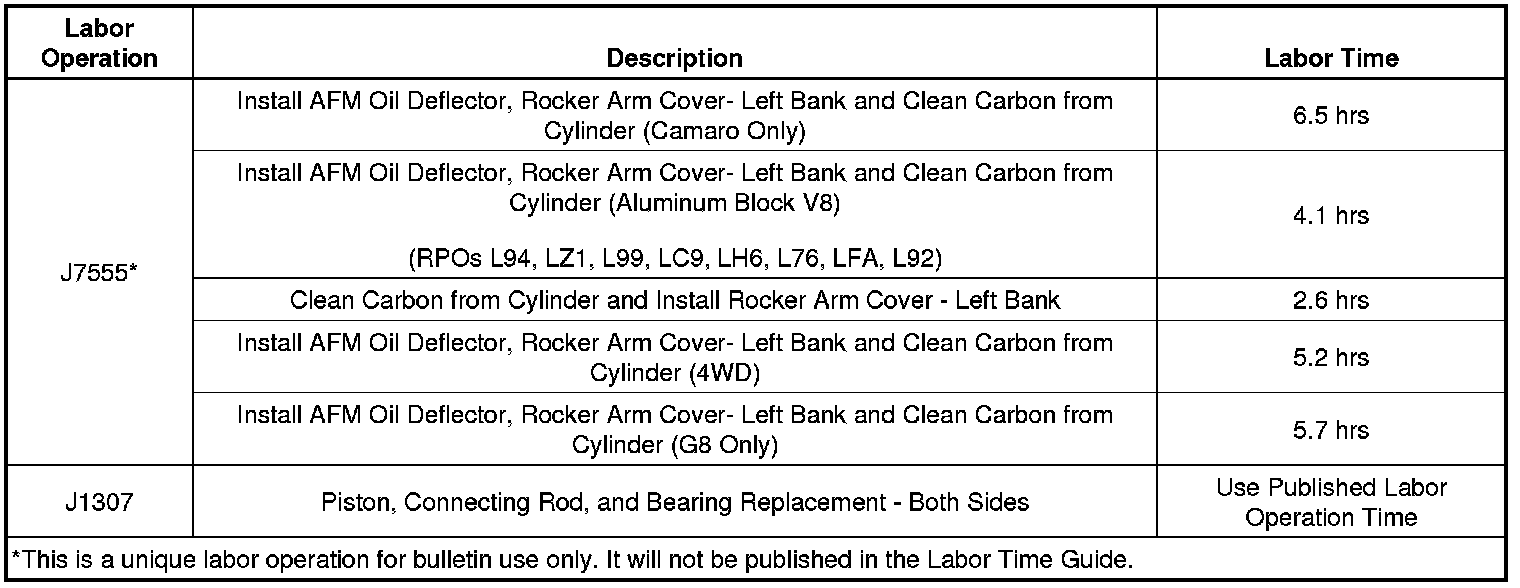 Labor
Operation
Description
Labor Time
J7555*
Install AFM Oil Deflector, Rocker Arm Cover- Left Bank and Clean Carbon from
Cylinder (Camaro Only)
6.5 hrs
Install AFM Oil Deflector, Rocker Arm Cover- Left Bank and Clean Carbon from
Cylinder (Aluminum Block V8)
(RPOs L94, LZ1, L99, LC9, LH6, L76, LFA, L92)
4.1 hrs
Clean Carbon from Cylinder and Install Rocker Arm Cover - Left Bank
2.6 hrs
Install AFM Oil Deflector, Rocker Arm Cover- Left Bank and Clean Carbon from
Cylinder (4WD)
5.2 hrs
Install AFM Oil Deflector, Rocker Arm Cover- Left Bank and Clean Carbon from
Cylinder (G8 Only)
5.7 hrs
J1307
Piston, Connecting Rod, and Bearing Replacement - Both Sides
Use Published Labor
Operation Time
*This is a unique labor operation for bulletin use only. It will not be published in the Labor Time Guide.